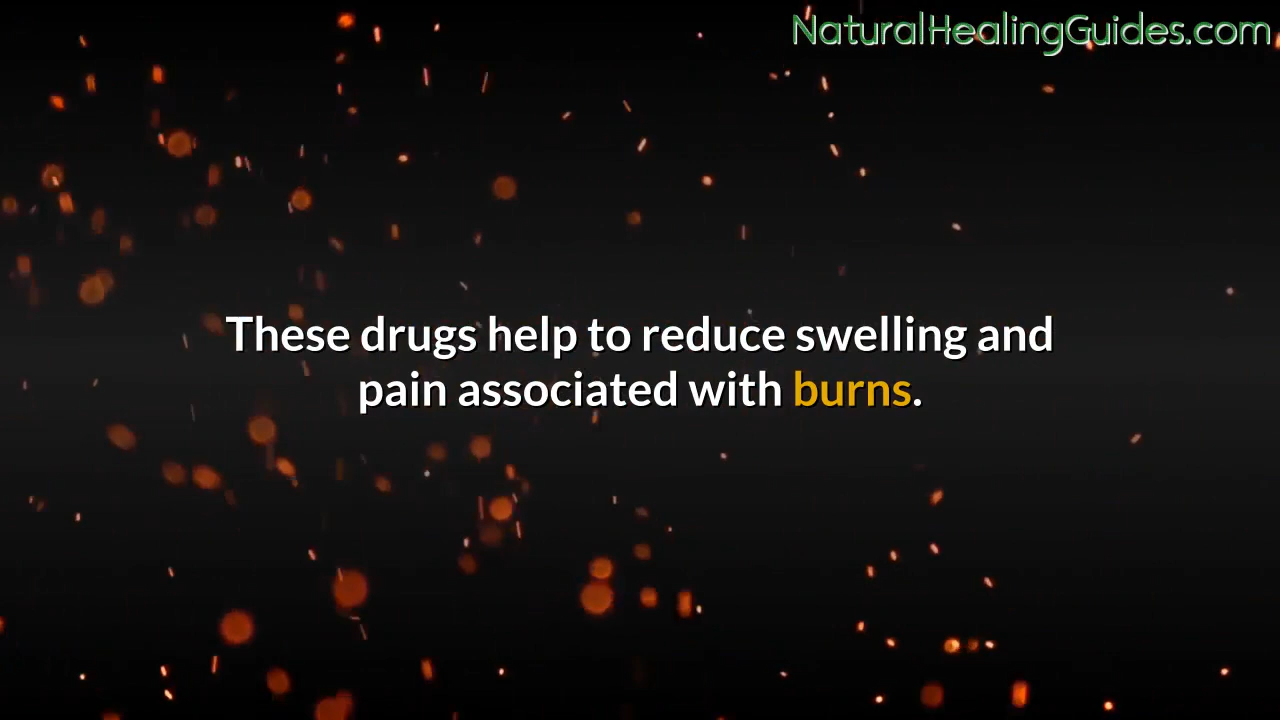 NaturalHealingGuides.com
These drugs help to reduce swelling and
pain associated with burns.